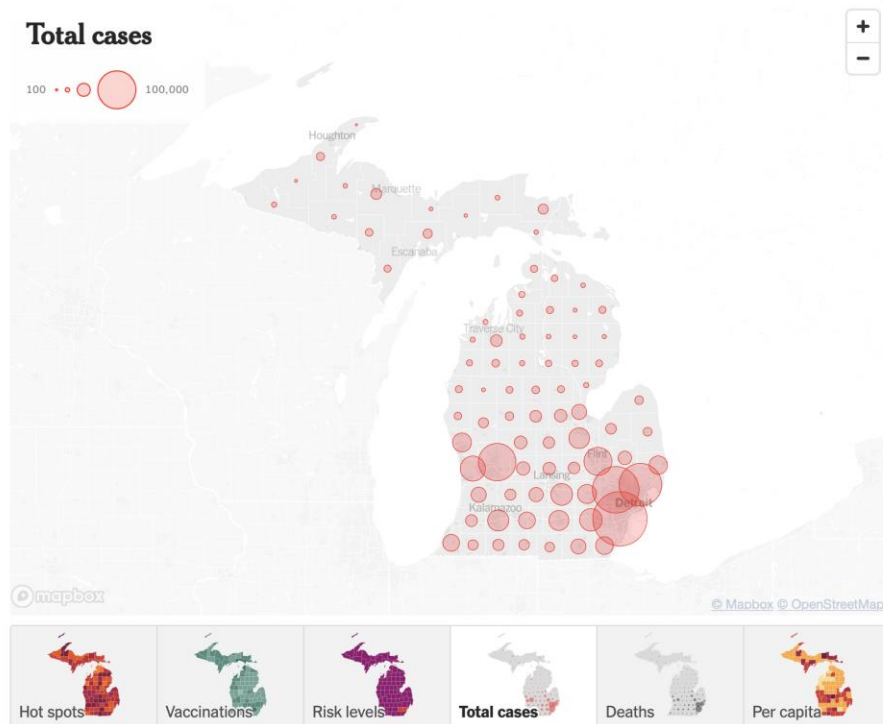 Total cases
+
−
100
100,000
Houghton
Marquette
Escanaba
Traverse City
Flint
Lansing
Detroit
Kalamazoo
mapbox
© Mapbox © OpenStreetMap
Hot spots
Vaccinations
Risk levels
Total cases
Deaths
Per capita